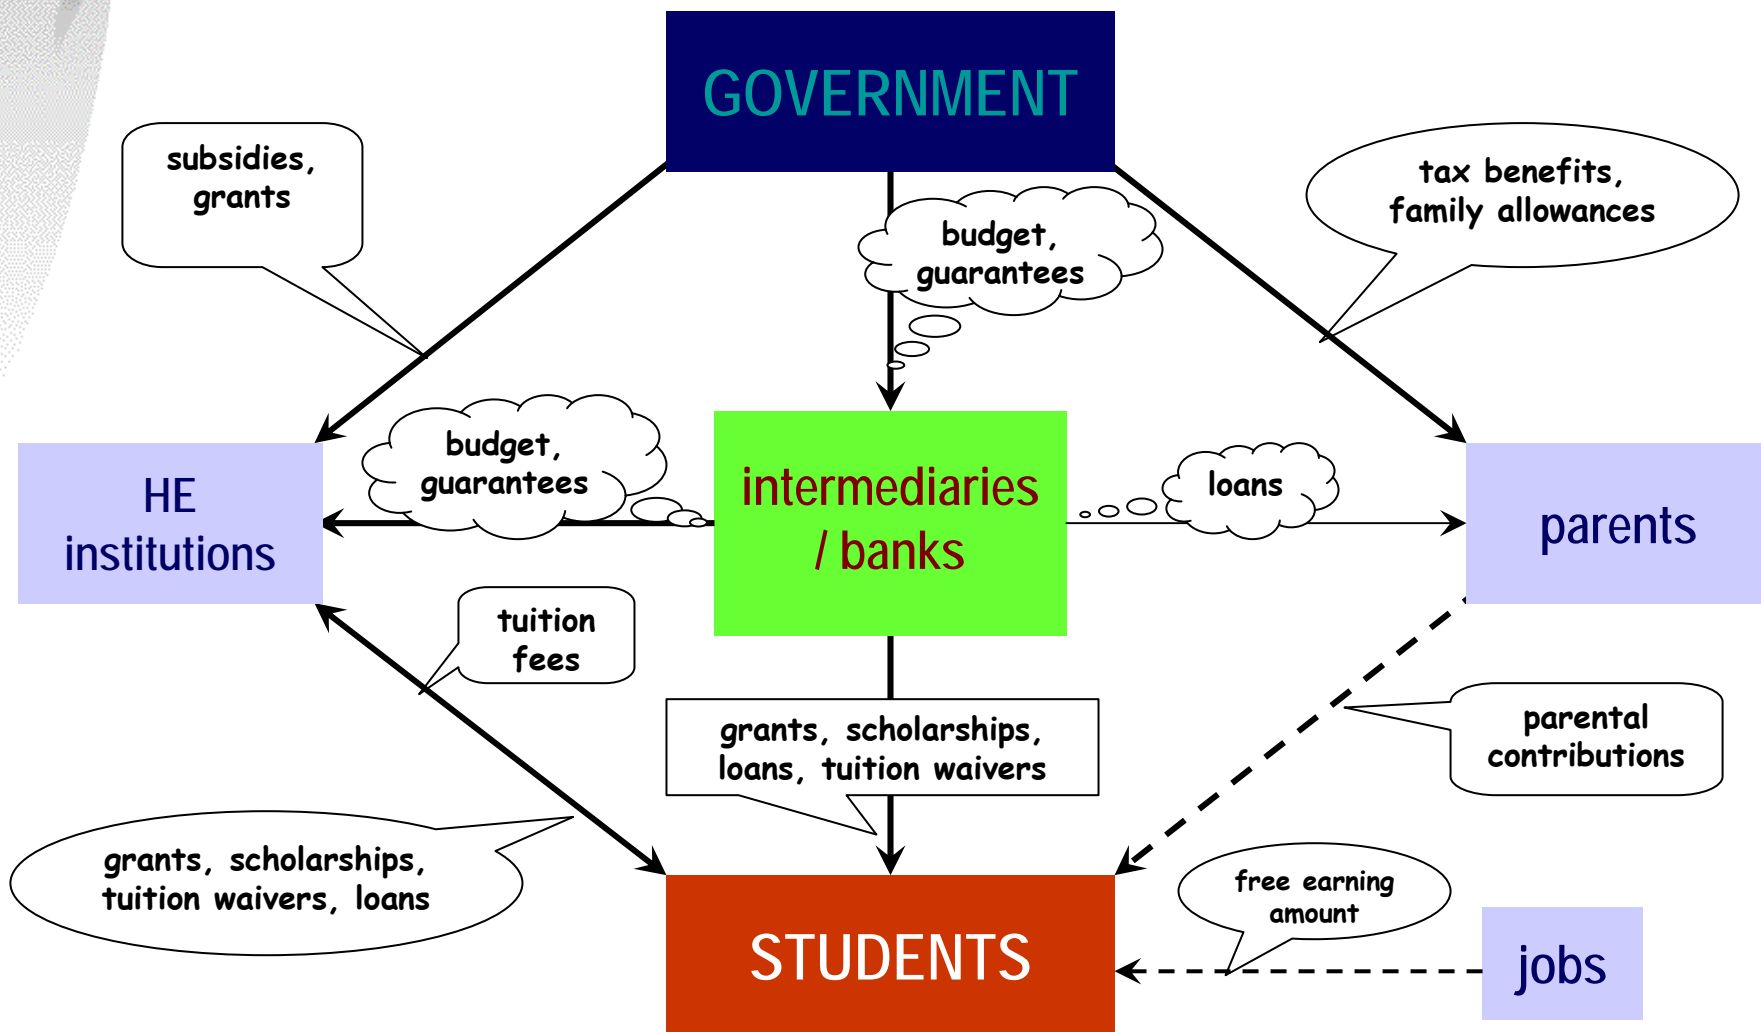 GOVERNMENT
subsidies,
grants
tax benefits,
family allowances
budget,
guarantees
budget,
guarantees
loans
HE
institutions
intermediaries
/ banks
parents
tuition
fees
grants, scholarships,
loans, tuition waivers
parental
contributions
grants, scholarships,
tuition waivers, loans
free earning
amount
STUDENTS
jobs